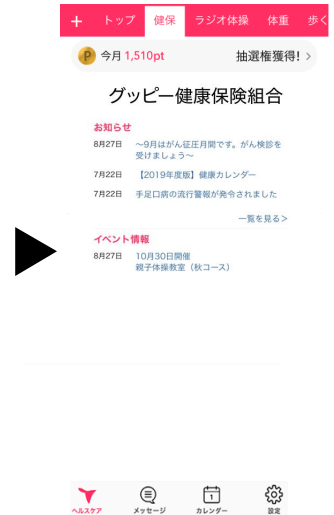 + トップ 健保 ラジオ体操 体重 歩く
P 今月 1,510pt 抽選権獲得! >
グッピー健康保険組合
お知らせ
8月27日 〜9月はがん征圧月間です。がん検診を
受けましょう〜
7月22日 【2019年度版】健康カレンダー
7月22日 手足口病の流行警報が発令されました
一覧を見る>
イベント情報
8月27日 10月30日開催
親子体操教室（秋コース）
ヘルスケア メッセージ カレンダー 設定
1